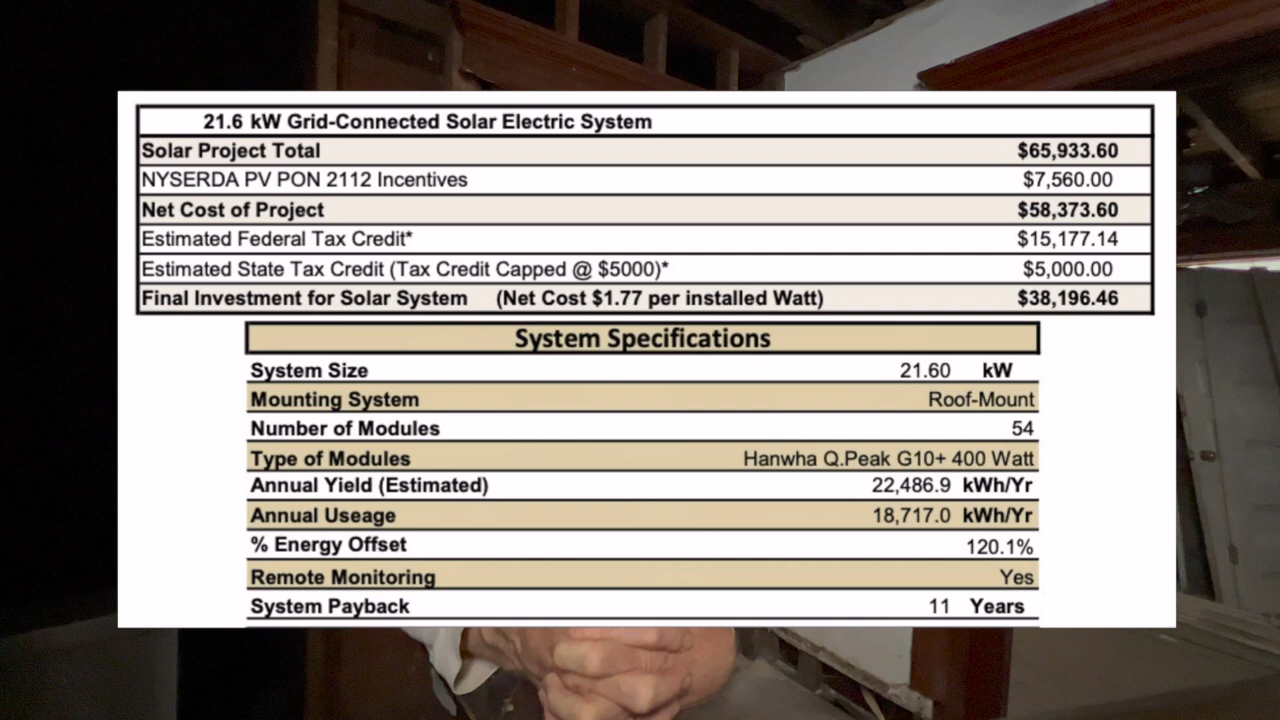 21.6 kW Grid-Connected Solar Electric System
Solar Project Total $65,933.60
NYSERDA PV PON 2112 Incentives $7,560.00
Net Cost of Project $58,373.60
Estimated Federal Tax Credit* $15,177.14
Estimated State Tax Credit (Tax Credit Capped @ $5000)* $5,000.00
Final Investment for Solar System (Net Cost $1.77 per installed Watt) $38,196.46
System Specifications
System Size 21.60 kW
Mounting System Roof-Mount
Number of Modules 54
Type of Modules Hanwha Q.Peak G10+ 400 Watt
Annual Yield (Estimated) 22,486.9 kWh/Yr
Annual Useage 18,717.0 kWh/Yr
% Energy Offset 120.1%
Remote Monitoring Yes
System Payback 11 Years